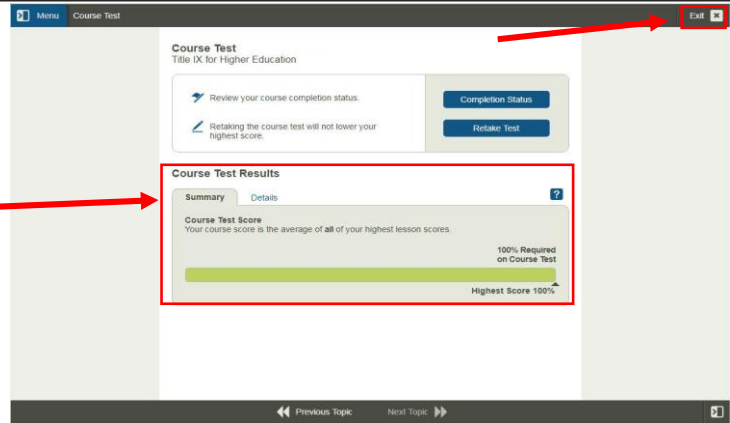 Menu Course Test Exit
Course Test
Title IX for Higher Education
Review your course completion status.
Completion Status
Retaking the course test will not lower your
highest score.
Retake Test
Course Test Results
Summary Details ?
Course Test Score
Your course score is the average of all of your highest lesson scores.
100% Required
on Course Test
Highest Score 100%
Previous Topic Next Topic